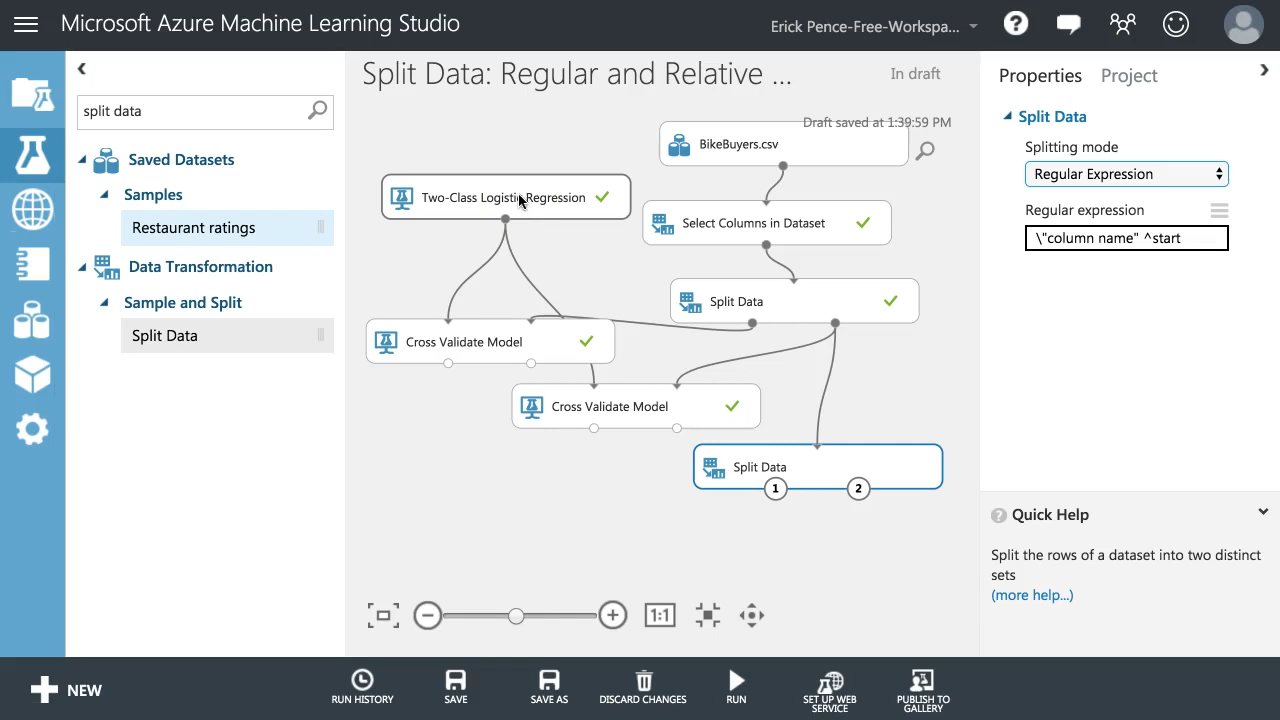 Microsoft Azure Machine Learning Studio
Erick Pence-Free-Workspa...
split data
Saved Datasets
Samples
Restaurant ratings
Data Transformation
Sample and Split
Split Data
Split Data: Regular and Relative ...
In draft
Draft saved at 1:39:59 PM
BikeBuyers.csv
Two-Class Logistic Regression
Select Columns in Dataset
Split Data
Cross Validate Model
Cross Validate Model
Split Data
1
2
1:1
Properties
Project
Split Data
Splitting mode
Regular Expression
Regular expression
\"column name" ^start
Quick Help
Split the rows of a dataset into two distinct
sets
(more help...)
NEW
RUN HISTORY
SAVE
SAVE AS
DISCARD CHANGES
RUN
SET UP WEB
SERVICE
PUBLISH TO
GALLERY